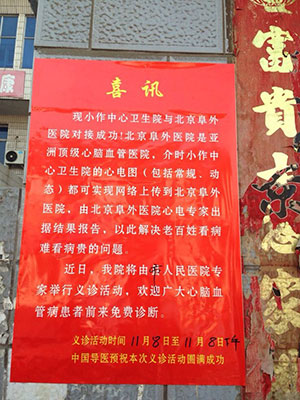 喜讯
现小作中心卫生院与北京阜外
医院对接成功!北京阜外医院是亚
洲顶级心脑血管医院，介时小作中
心卫生院的心电图（包括常规、动
态）都可实现网络上传到北京阜外
医院，由北京阜外医院心电专家出
据结果报告，以此解决老百姓看病
难看病贵的问题。
近日，我院将由县人民医院专
家举行义诊活动，欢迎广大心脑血
管病患者前来免费诊断。
义诊活动时间 11月8日至11月8日下午
中国导医预祝本次义诊活动圆满成功
富贵
康